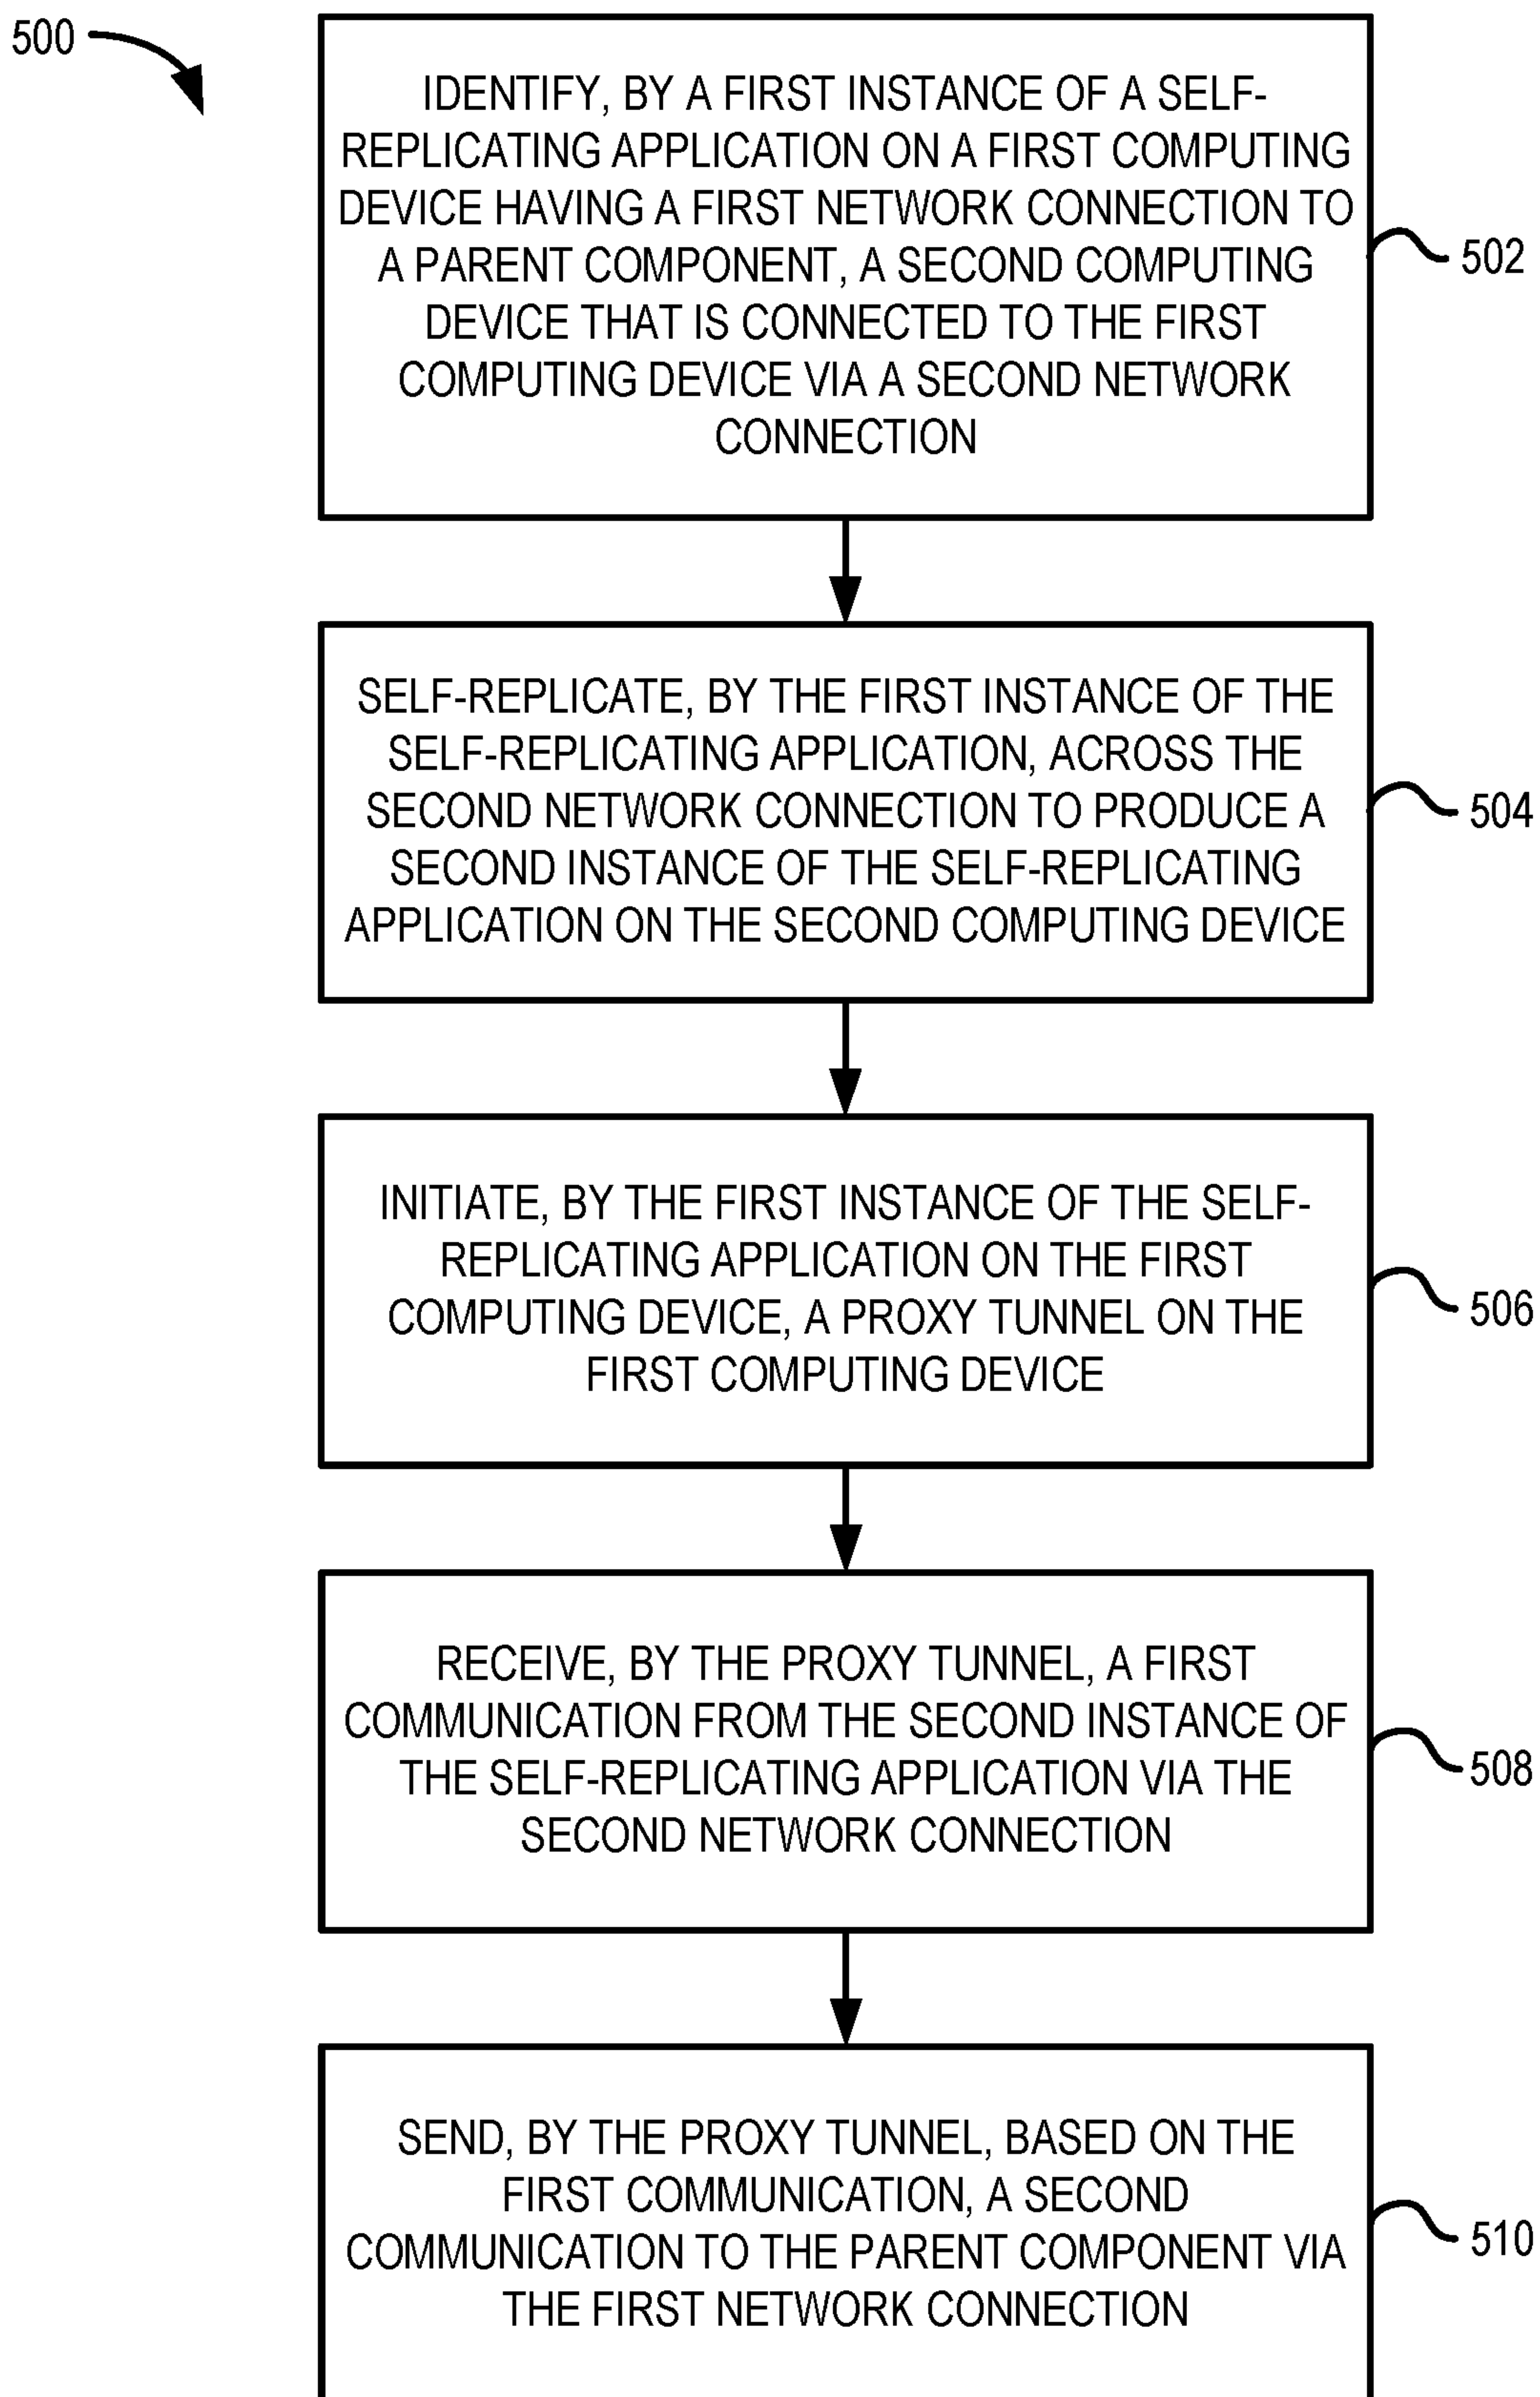 500
IDENTIFY, BY A FIRST INSTANCE OF A SELF-
REPLICATING APPLICATION ON A FIRST COMPUTING
DEVICE HAVING A FIRST NETWORK CONNECTION TO
A PARENT COMPONENT, A SECOND COMPUTING
DEVICE THAT IS CONNECTED TO THE FIRST
COMPUTING DEVICE VIA A SECOND NETWORK
CONNECTION
502
SELF-REPLICATE, BY THE FIRST INSTANCE OF THE
SELF-REPLICATING APPLICATION, ACROSS THE
SECOND NETWORK CONNECTION TO PRODUCE A
SECOND INSTANCE OF THE SELF-REPLICATING
APPLICATION ON THE SECOND COMPUTING DEVICE
504
INITIATE, BY THE FIRST INSTANCE OF THE SELF-
REPLICATING APPLICATION ON THE FIRST
COMPUTING DEVICE, A PROXY TUNNEL ON THE
FIRST COMPUTING DEVICE
506
RECEIVE, BY THE PROXY TUNNEL, A FIRST
COMMUNICATION FROM THE SECOND INSTANCE OF
THE SELF-REPLICATING APPLICATION VIA THE
SECOND NETWORK CONNECTION
508
SEND, BY THE PROXY TUNNEL, BASED ON THE
FIRST COMMUNICATION, A SECOND
COMMUNICATION TO THE PARENT COMPONENT VIA
THE FIRST NETWORK CONNECTION
510